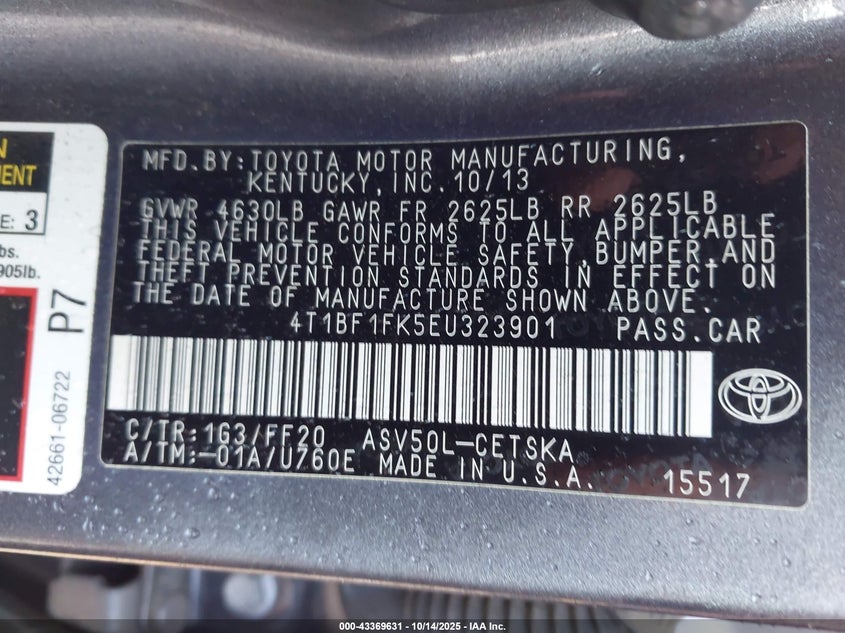 MFD.BY:TOYOTA MOTOR MANUFACTURING,
KENTUCKY,INC.10/13
GVWR 4630LB GAWR FR 2625LB RR 2625LB
THIS VEHICLE CONFORMS TO ALL APPLICABLE
FEDERAL MOTOR VEHICLE SAFETY,BUMPER,AND
THEFT PREVENTION STANDARDS IN EFFECT ON
THE DATE OF MANUFACTURE SHOWN ABOVE.
4T1BF1FK5EU323901 PASS.CAR
C/TR:1G3/FF20 ASV50L-CETSKA
A/TM:-01A/U760E MADE IN U.S.A. 15517
E: 3
905lb.
P7
42661-06722
000-43369631 - 10/14/2025 - IAA Inc.